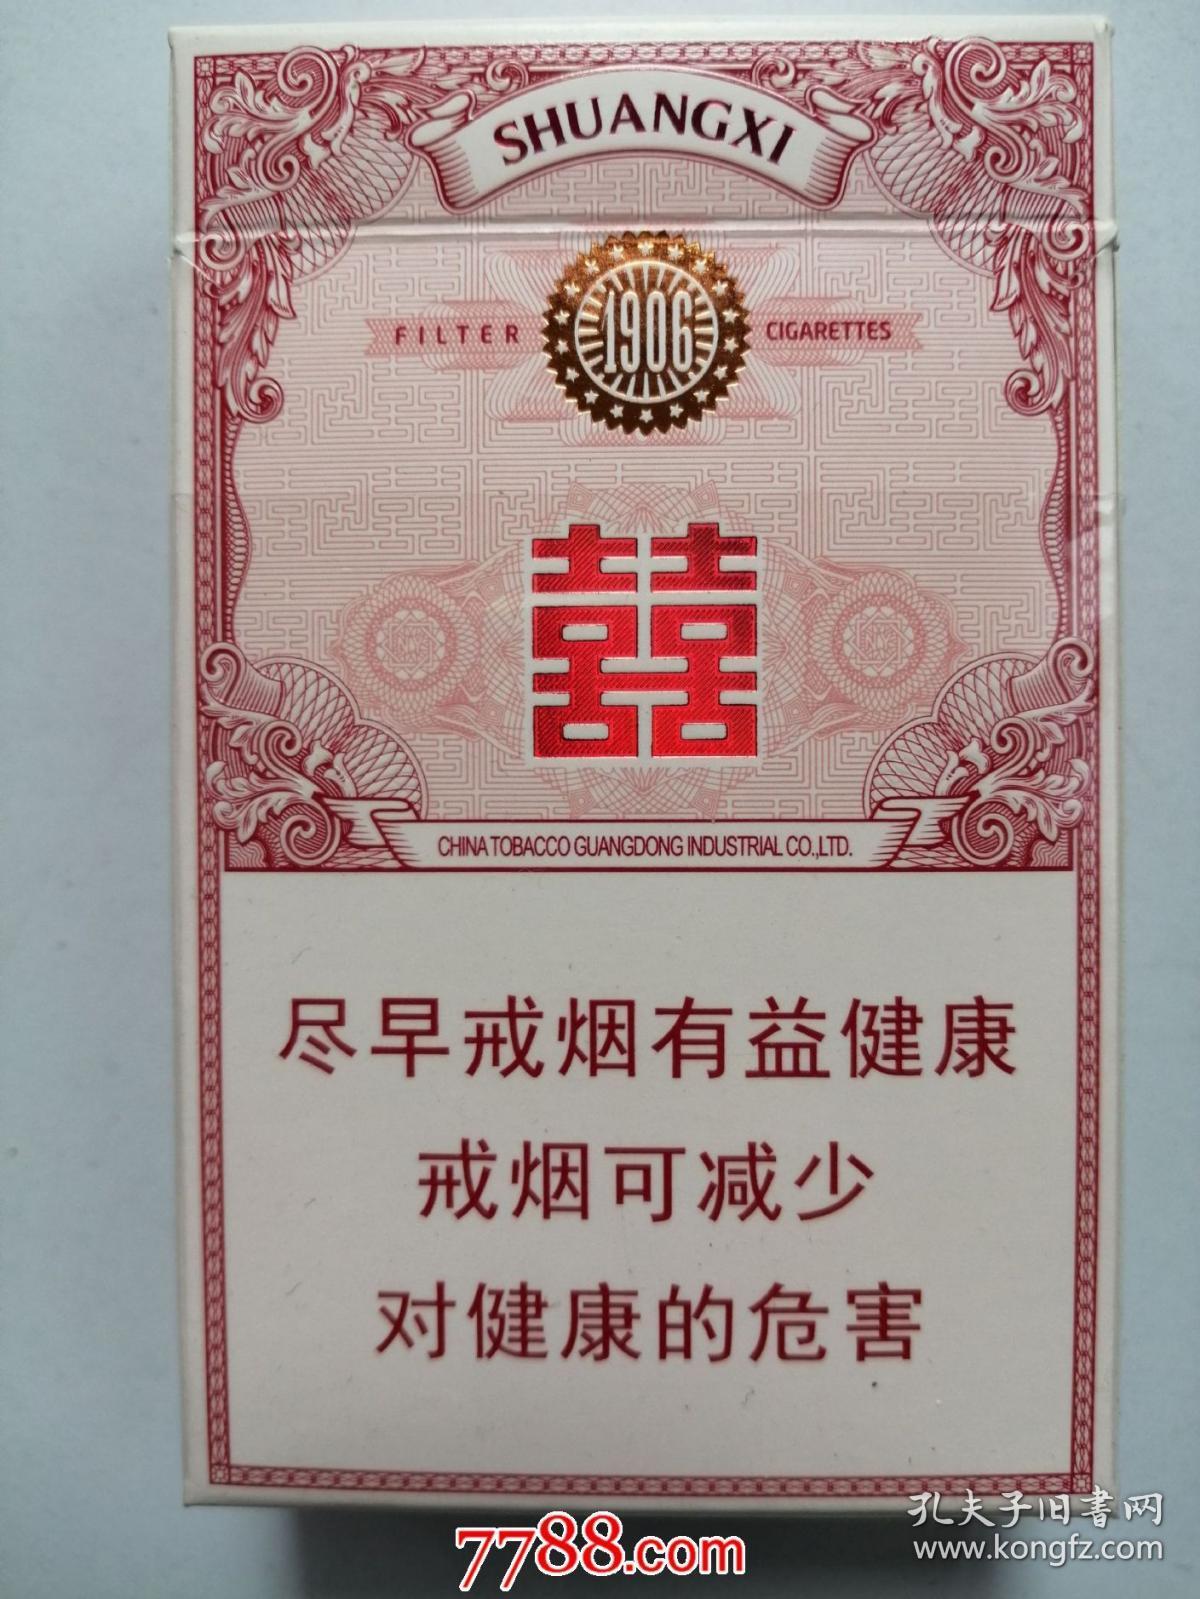 SHUANGXI
FILTER 1906 CIGARETTES
囍
CHINA TOBACCO GUANGDONG INDUSTRIAL CO.,LTD.
尽早戒烟有益健康
戒烟可减少
对健康的危害
7788.com
孔夫子旧书网
www.kongfz.com